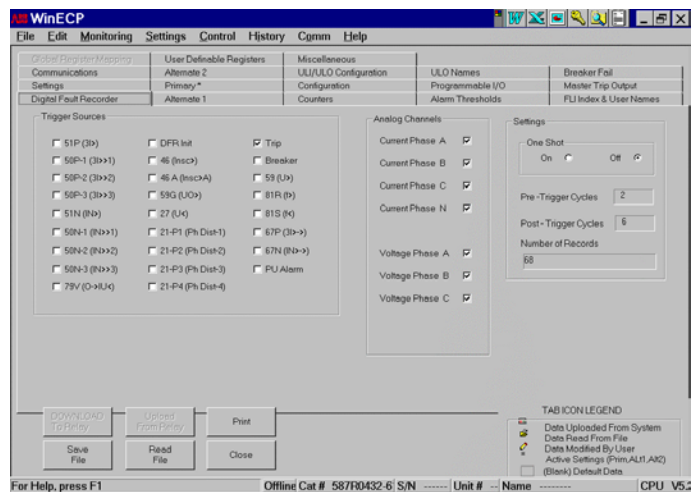 WinECP
File Edit Monitoring Settings Control History Comm Help
Global Register Mapping User Definable Registers Miscellaneous
Communications Alternate 2 ULI/ULO Configuration ULO Names Breaker Fail
Settings Primary* Configuration Programmable I/O Master Trip Output
Digital Fault Recorder Alternate 1 Counters Alarm Thresholds FLI Index & User Names
Trigger Sources
51P (3I>) DFR Init Trip
50P-1 (3I>>1) 46 (Insc>) Breaker
50P-2 (3I>>2) 46 A (Insc>A) 59 (U>)
50P-3 (3I>>3) 59G (UO>) 81R (f>)
51N (IN>) 27 (U<) 81S (f<)
50N-1 (IN>>1) 21-P1 (Ph Dist-1) 67P (3I>->)
50N-2 (IN>>2) 21-P2 (Ph Dist-2) 67N (IN>->)
50N-3 (IN>>3) 21-P3 (Ph Dist-3) PU Alarm
79V (O->IU<) 21-P4 (Ph Dist-4)
Analog Channels
Current Phase A
Current Phase B
Current Phase C
Current Phase N
Voltage Phase A
Voltage Phase B
Voltage Phase C
Settings
One Shot
On Off
Pre -Trigger Cycles 2
Post - Trigger Cycles 6
Number of Records
68
DOWNLOAD To Relay
Upload From Relay
Print
Save File
Read File
Close
TAB ICON LEGEND
Data Uploaded From System
Data Read From File
Data Modified By User
Active Settings (Prim,ALt1,Alt2)
(Blank) Default Data
For Help, press F1 Offline Cat # 587R0432-6 S/N ------ Unit # -- Name -------- CPU V5.